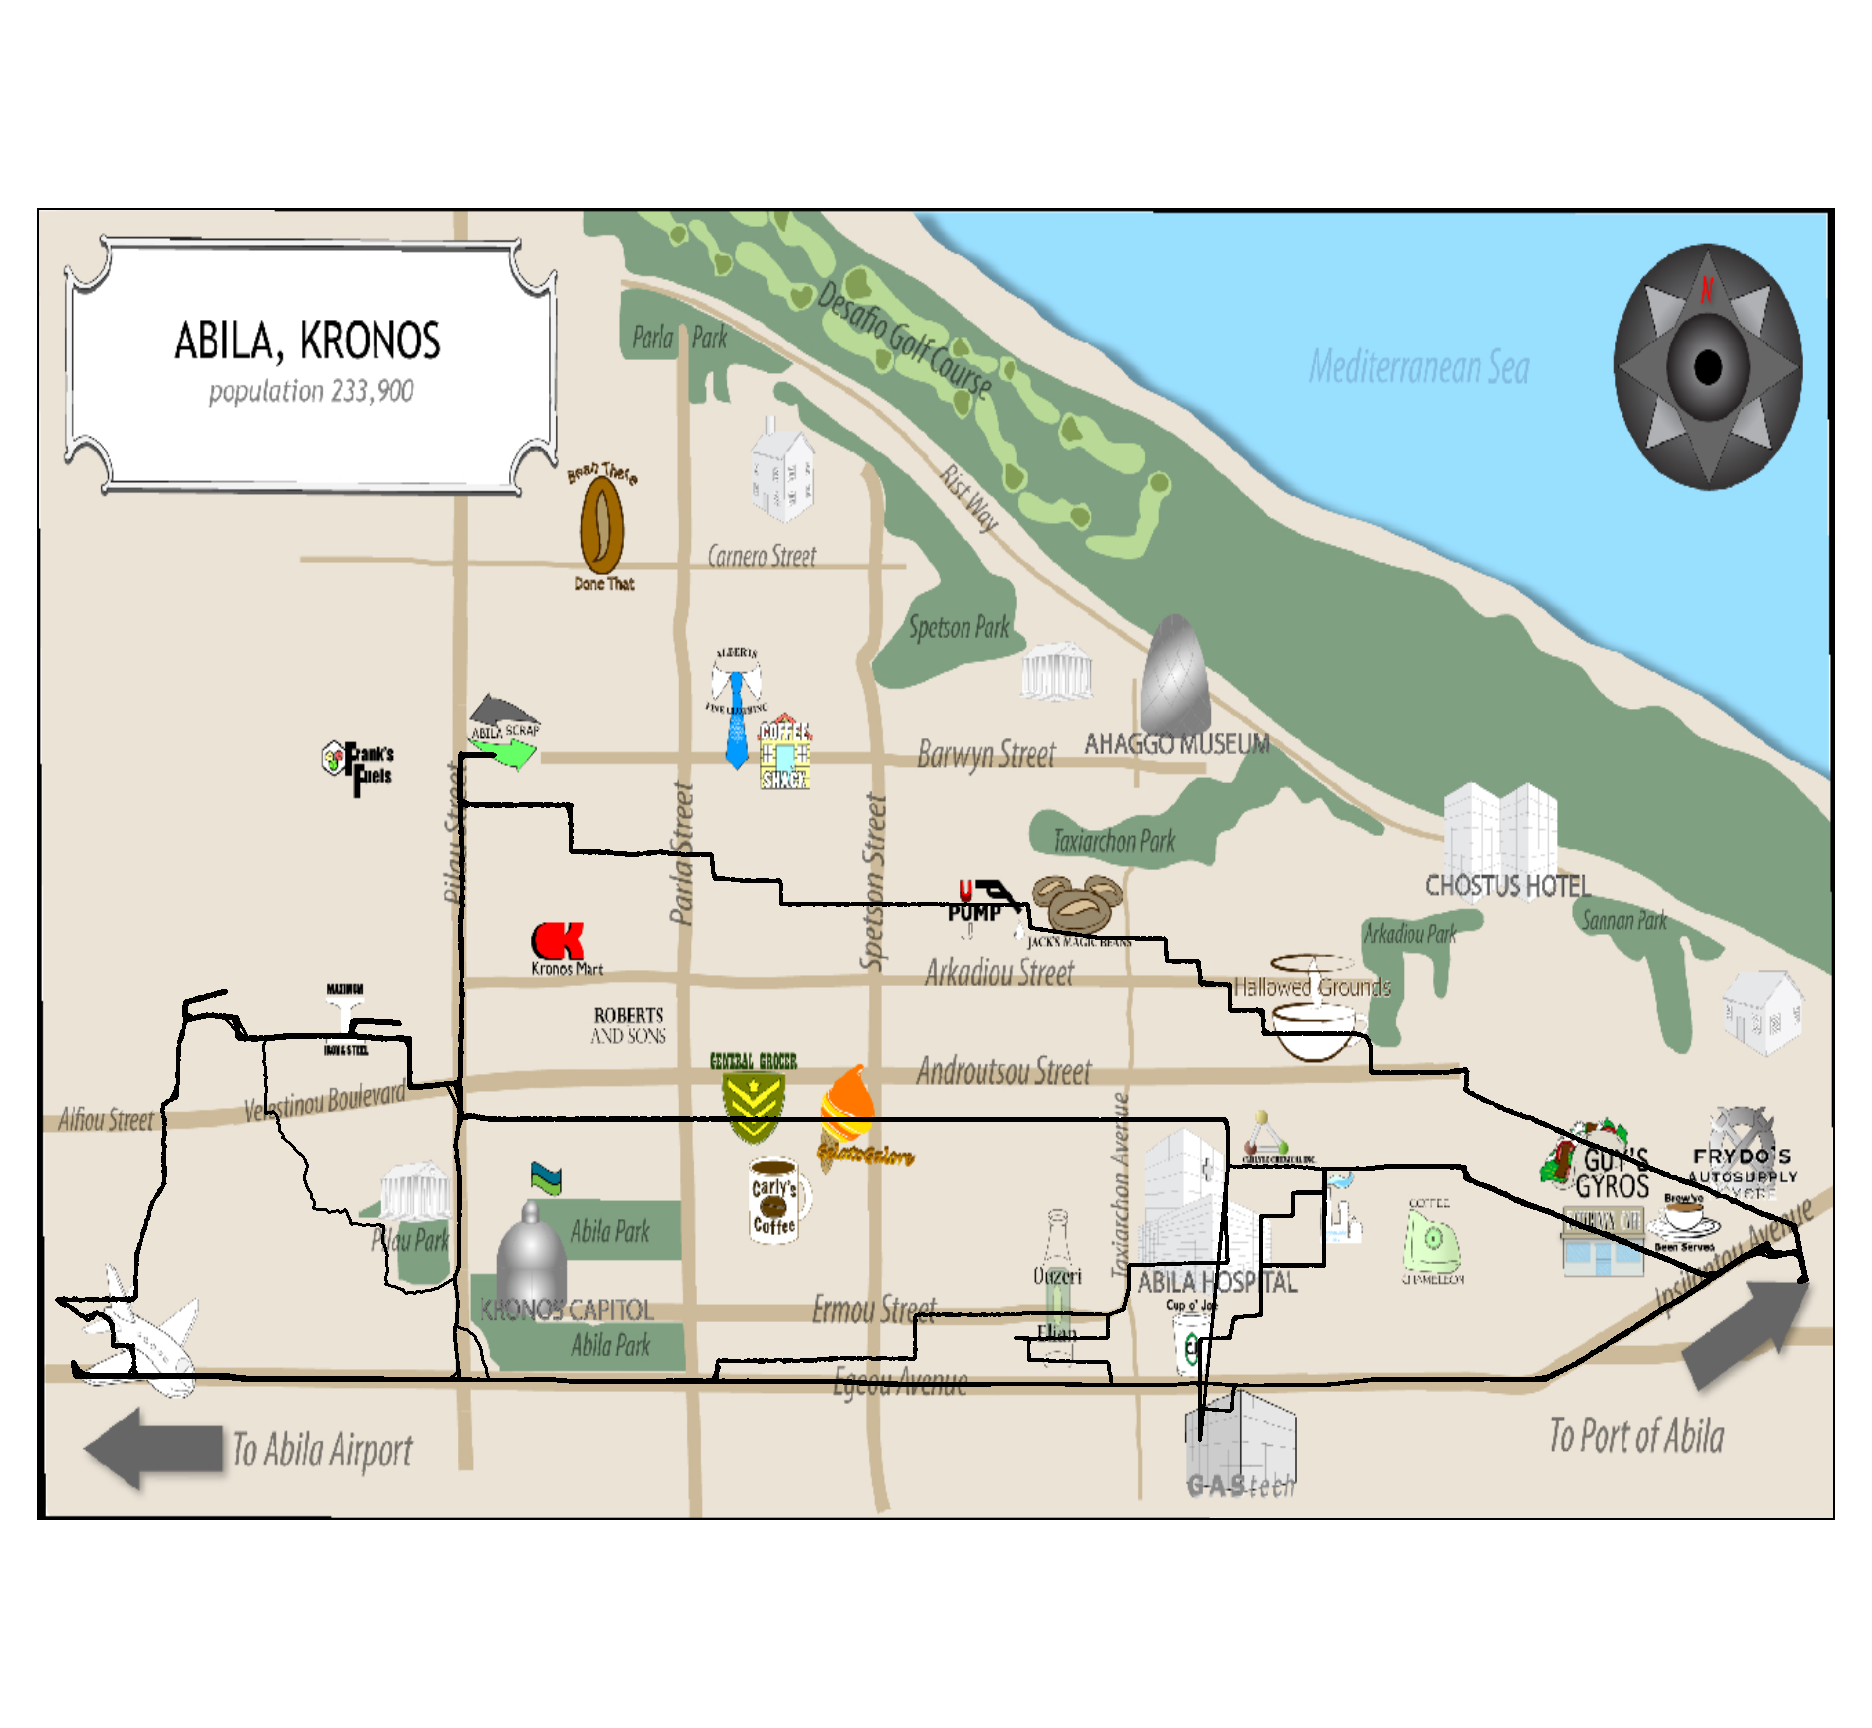 ABILA, KRONOS
population 233,900
N
Mediterranean Sea
Desafio Golf Course
Parla Park
Rist Way
Bean There
Done That
Carnero Street
Spetson Park
ALBERTS
FINE CLOTHING
ABILA SCRAP
COFFEE
SHACK
Frank's
Fuels
Barwyn Street
AHAGGO MUSEUM
Pilau Street
Parla Street
Spetson Street
Taxiarchon Park
CHOSTUS HOTEL
U
PUMP
JACK'S MAGIC BEANS
Arkadiou Park
Sannan Park
Kronos Mart
Arkadiou Street
Hallowed Grounds
MAXIMUM
IRON & STEEL
ROBERTS
AND SONS
GENERAL GROCER
Androutsou Street
Alfiou Street
Velestinou Boulevard
GelatoGalore
Taxiarchon Avenue
GUY'S
GYROS
FRYDO'S
AUTOSUPPLY
Carly's
Coffee
Brew've
Been Served
COFFEE
CHAMELEON
Abila Park
Pilau Park
Ouzeri
Elian
ABILA HOSPITAL
Cup o' Joe
Ipsilantou Avenue
KRONOS CAPITOL
Ermou Street
Abila Park
Egeou Avenue
To Abila Airport
To Port of Abila
GAStech